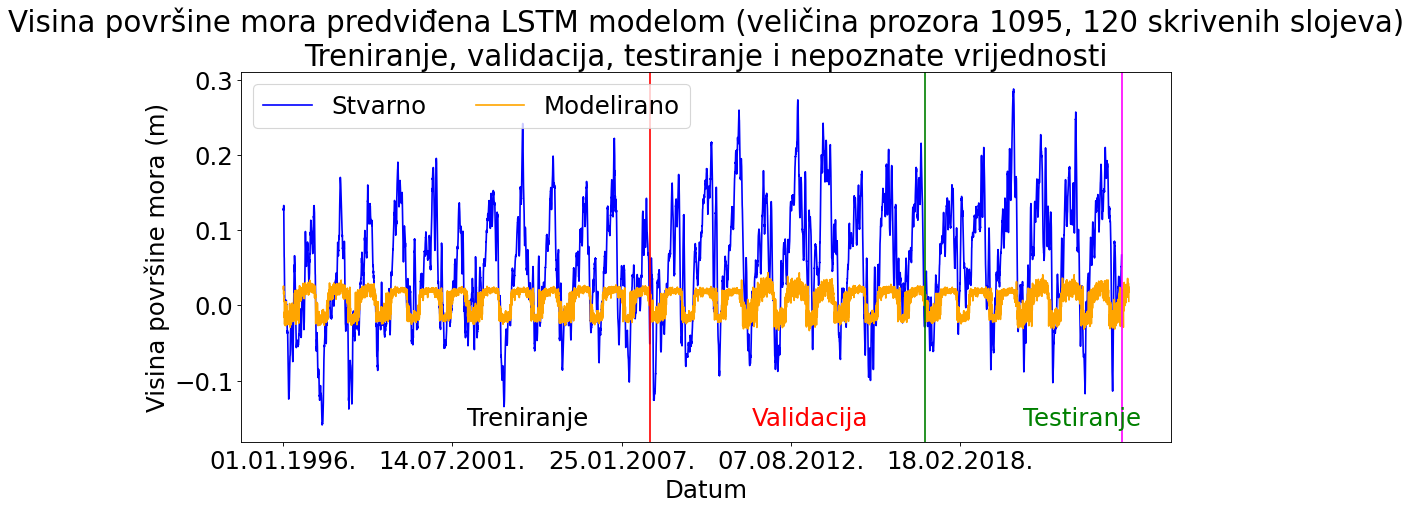 Visina površine mora predviđena LSTM modelom (veličina prozora 1095, 120 skrivenih slojeva)
Treniranje, validacija, testiranje i nepoznate vrijednosti
Stvarno Modelirano
Visina površine mora (m)
0.3
0.2
0.1
0.0
−0.1
Treniranje Validacija Testiranje
01.01.1996. 14.07.2001. 25.01.2007. 07.08.2012. 18.02.2018.
Datum